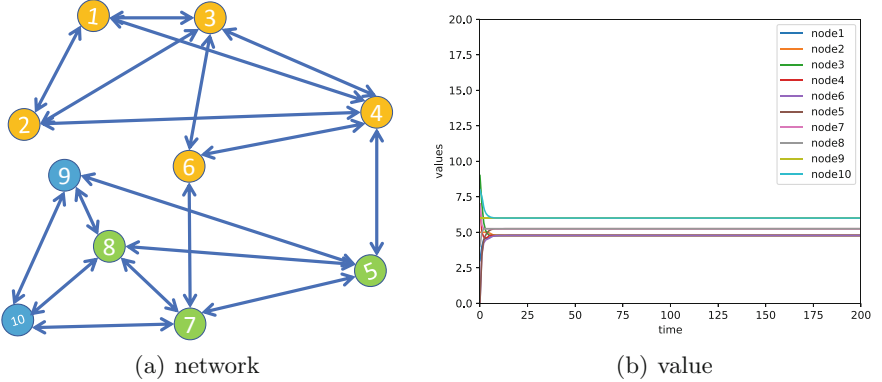 1
3
2
4
6
9
8
5
10
7
(a) network
20,0
17,5
15,0
12,5
10,0
7,5
5,0
2,5
0,0
values
0
25
50
75
100
125
150
175
200
time
node1
node2
node3
node4
node6
node5
node7
node8
node9
node10
(b) value